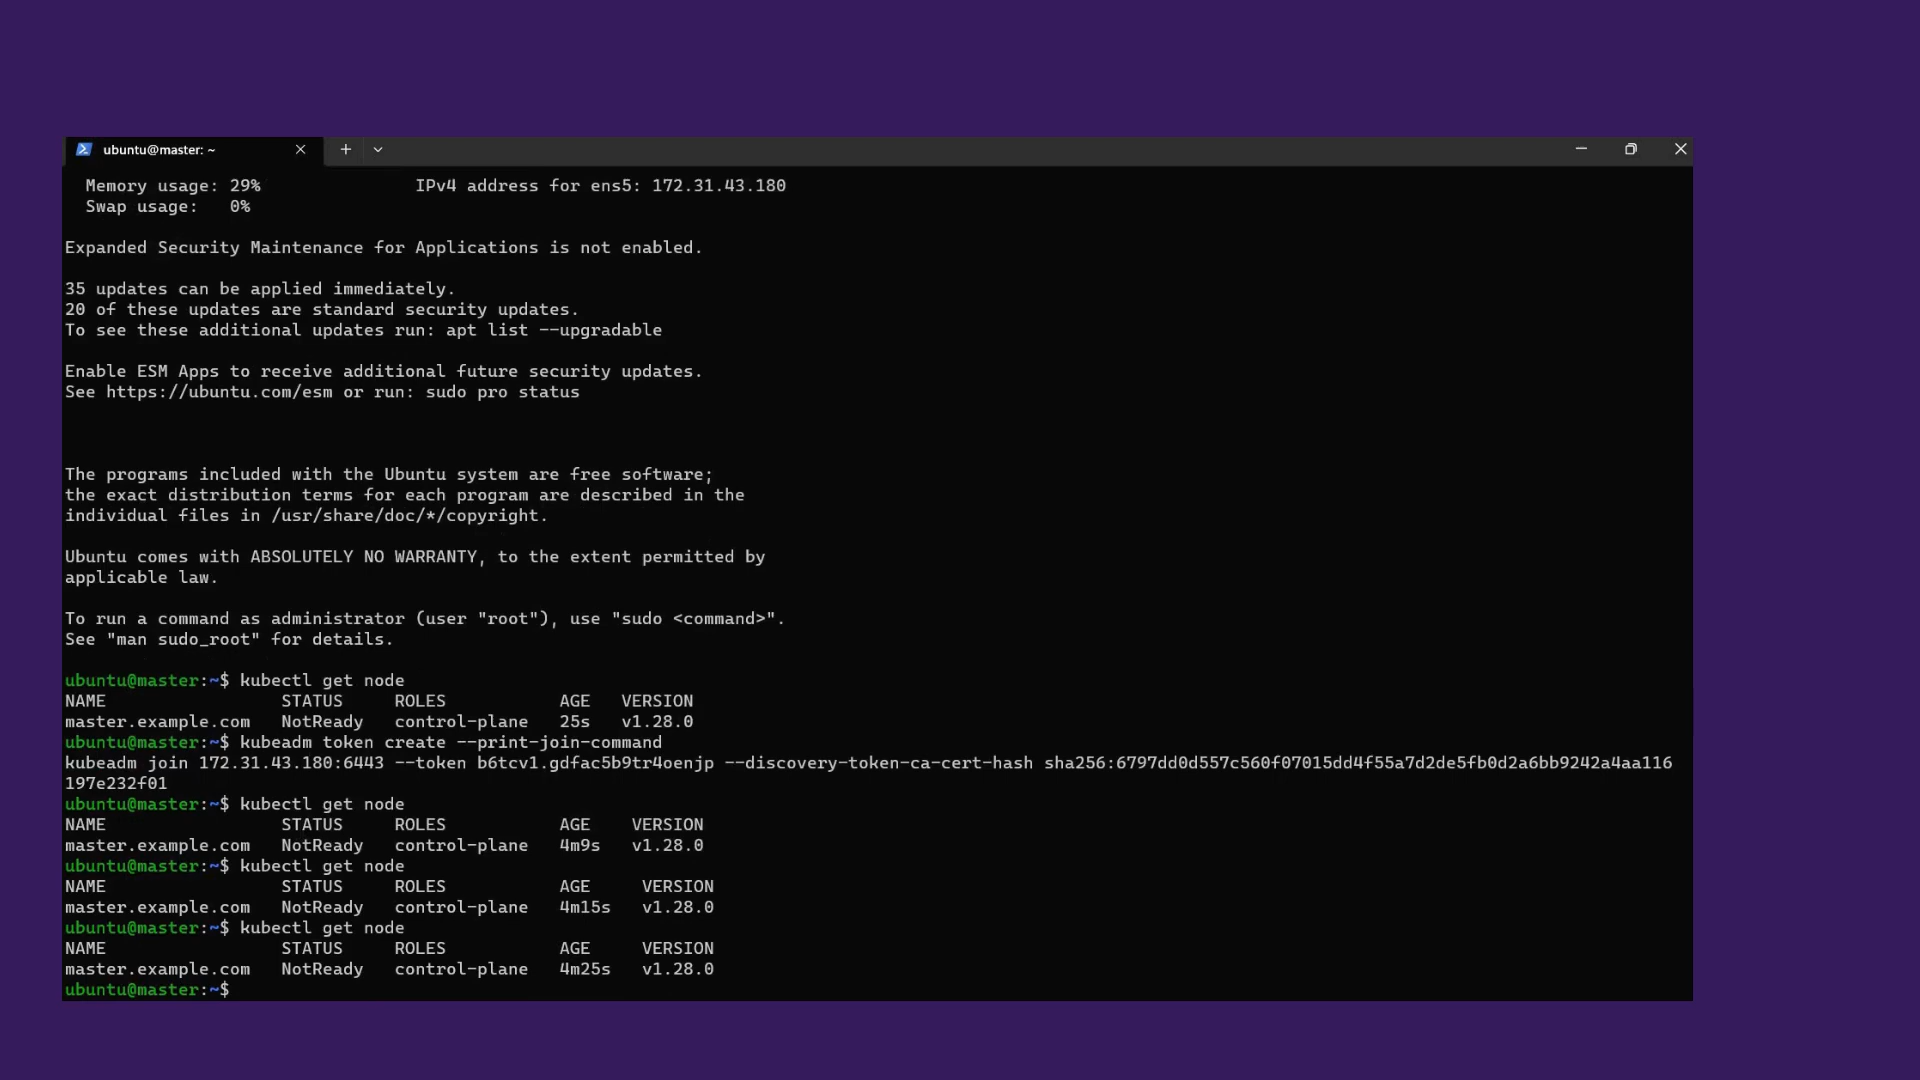 ubuntu@master: ~
Memory usage: 29% IPv4 address for ens5: 172.31.43.180
Swap usage: 0%
Expanded Security Maintenance for Applications is not enabled.
35 updates can be applied immediately.
20 of these updates are standard security updates.
To see these additional updates run: apt list --upgradable
Enable ESM Apps to receive additional future security updates.
See https://ubuntu.com/esm or run: sudo pro status
The programs included with the Ubuntu system are free software;
the exact distribution terms for each program are described in the
individual files in /usr/share/doc/*/copyright.
Ubuntu comes with ABSOLUTELY NO WARRANTY, to the extent permitted by
applicable law.
To run a command as administrator (user "root"), use "sudo <command>".
See "man sudo_root" for details.
ubuntu@master:~$ kubectl get node
NAME STATUS ROLES AGE VERSION
master.example.com NotReady control-plane 25s v1.28.0
ubuntu@master:~$ kubeadm token create --print-join-command
kubeadm join 172.31.43.180:6443 --token b6tcv1.gdfac5b9tr4oenjp --discovery-token-ca-cert-hash sha256:6797dd0d557c560f07015dd4f55a7d2de5fb0d2a6bb9242a4aa116
197e232f01
ubuntu@master:~$ kubectl get node
NAME STATUS ROLES AGE VERSION
master.example.com NotReady control-plane 4m9s v1.28.0
ubuntu@master:~$ kubectl get node
NAME STATUS ROLES AGE VERSION
master.example.com NotReady control-plane 4m15s v1.28.0
ubuntu@master:~$ kubectl get node
NAME STATUS ROLES AGE VERSION
master.example.com NotReady control-plane 4m25s v1.28.0
ubuntu@master:~$